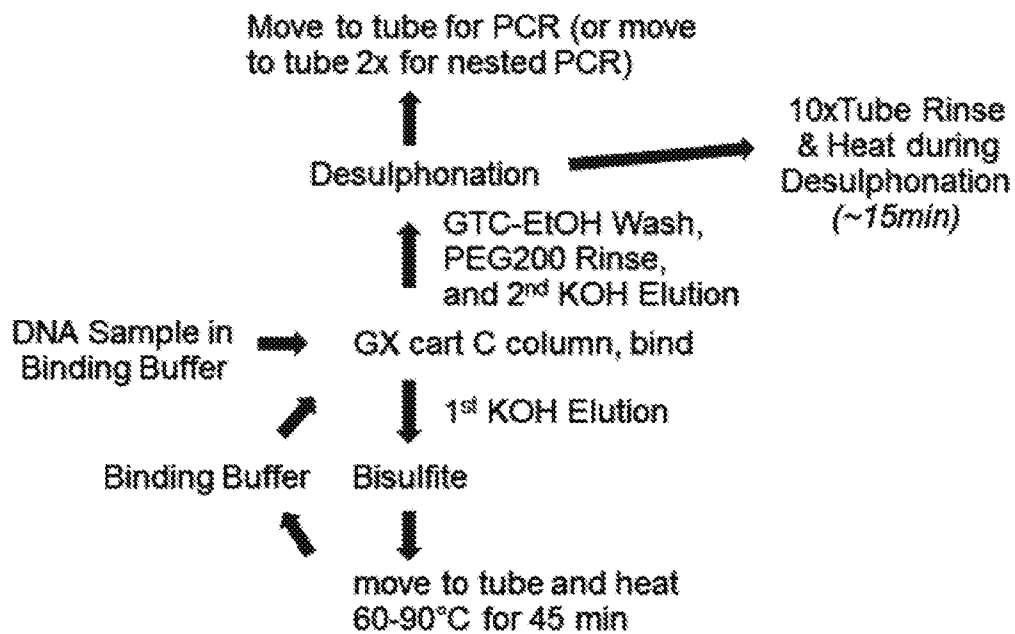 Move to tube for PCR (or move
to tube 2x for nested PCR)
10xTube Rinse
& Heat during
Desulphonation
(~15min)
Desulphonation
GTC-EtOH Wash,
PEG200 Rinse,
and 2nd KOH Elution
DNA Sample in
Binding Buffer
GX cart C column, bind
1st KOH Elution
Binding Buffer
Bisulfite
move to tube and heat
60-90°C for 45 min